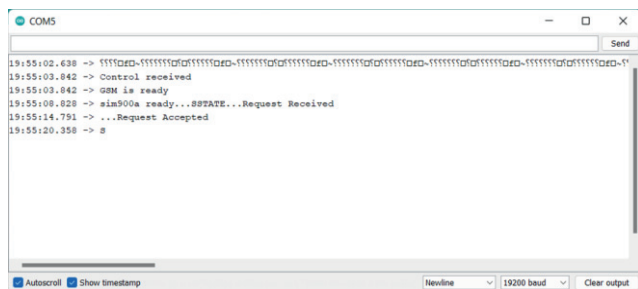 COM5
Send
19:55:02.638 ->
19:55:03.842 -> Control received
19:55:03.842 -> GSM is ready
19:55:08.828 -> sim900a ready...SSTATE...Request Received
19:55:14.791 -> ...Request Accepted
19:55:20.358 -> S
Autoscroll Show timestamp Newline 19200 baud Clear output